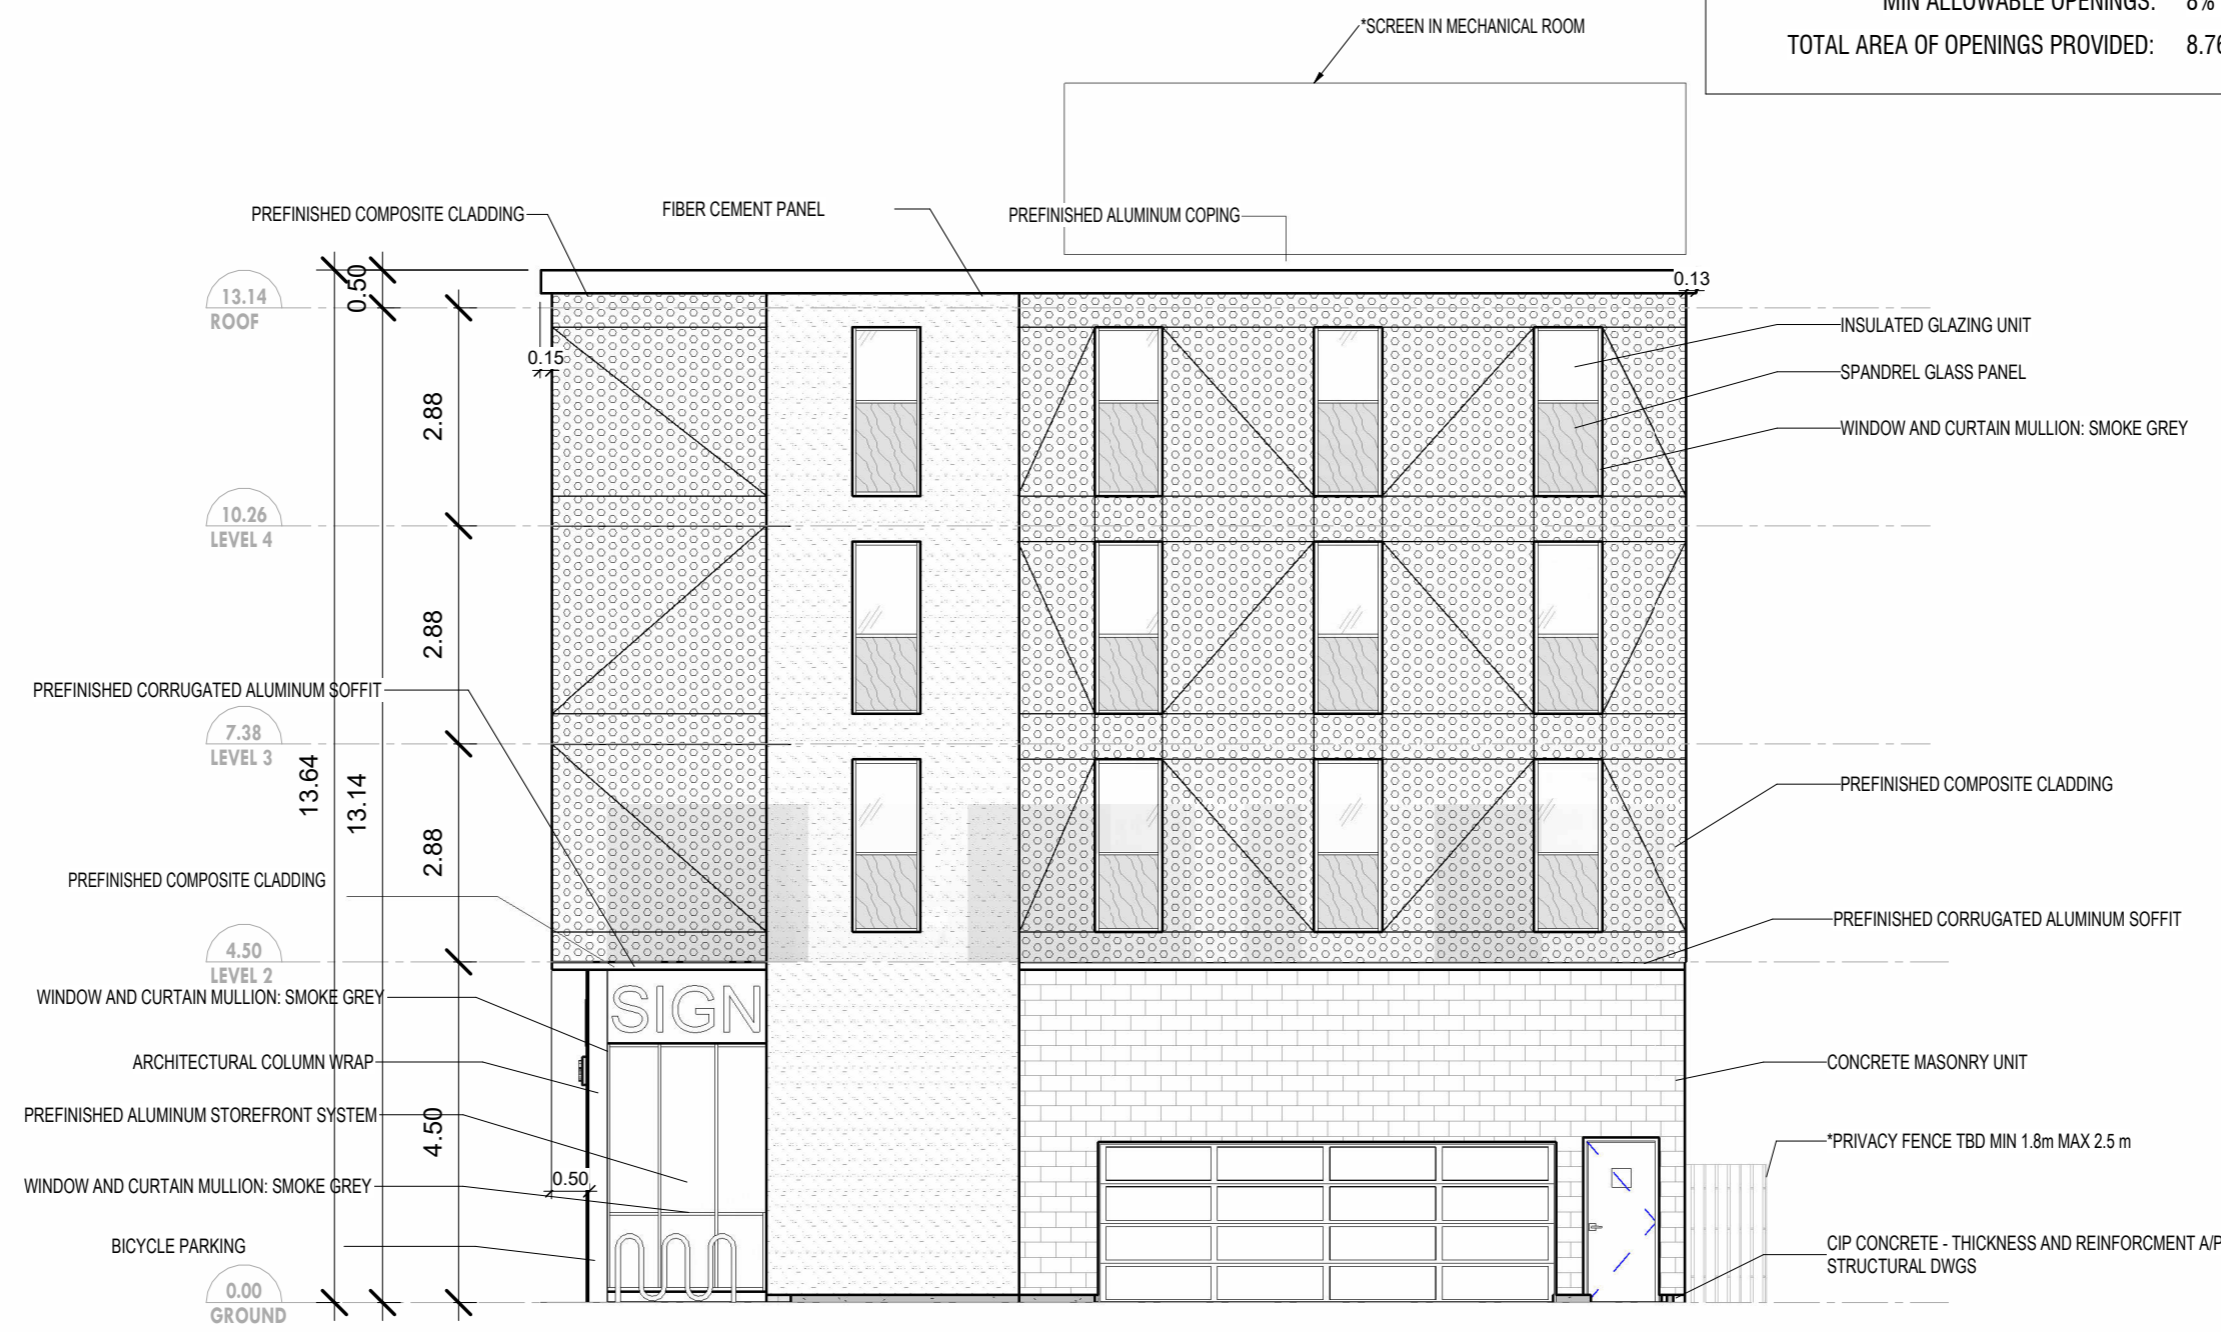 *SCREEN IN MECHANICAL ROOM
MIN ALLOWABLE OPENINGS: 8%
TOTAL AREA OF OPENINGS PROVIDED: 8.76
PREFINISHED COMPOSITE CLADDING
FIBER CEMENT PANEL
PREFINISHED ALUMINUM COPING
0.50
0.13
13.14
ROOF
0.15
INSULATED GLAZING UNIT
SPANDREL GLASS PANEL
WINDOW AND CURTAIN MULLION: SMOKE GREY
2.88
10.26
LEVEL 4
2.88
PREFINISHED CORRUGATED ALUMINUM SOFFIT
7.38
LEVEL 3
13.64
13.14
2.88
PREFINISHED COMPOSITE CLADDING
PREFINISHED COMPOSITE CLADDING
PREFINISHED CORRUGATED ALUMINUM SOFFIT
4.50
LEVEL 2
WINDOW AND CURTAIN MULLION: SMOKE GREY
SIGN
ARCHITECTURAL COLUMN WRAP
CONCRETE MASONRY UNIT
PREFINISHED ALUMINUM STOREFRONT SYSTEM
4.50
*PRIVACY FENCE TBD MIN 1.8m MAX 2.5 m
0.50
WINDOW AND CURTAIN MULLION: SMOKE GREY
BICYCLE PARKING
CIP CONCRETE - THICKNESS AND REINFORCMENT A/P
STRUCTURAL DWGS
0.00
GROUND